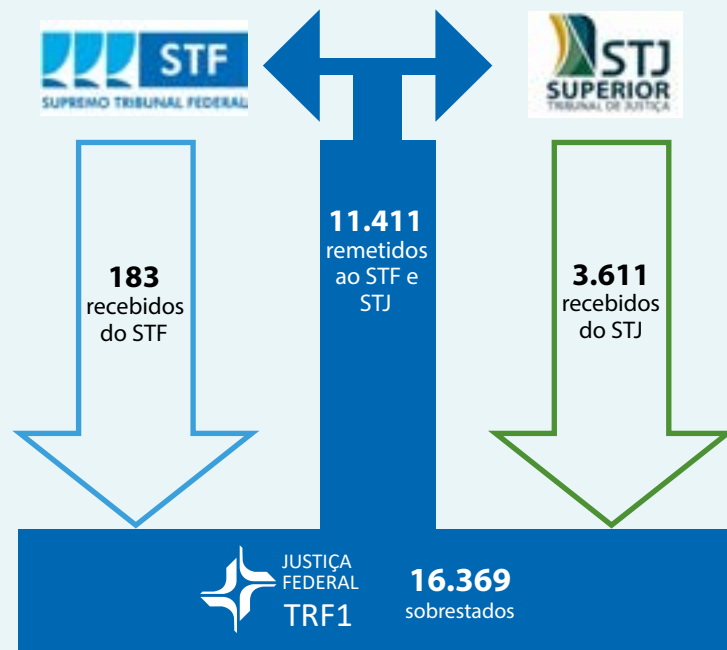 STF
SUPREMO TRIBUNAL FEDERAL
STJ
SUPERIOR
TRIBUNAL DE JUSTIÇA
183
recebidos
do STF
11.411
remetidos
ao STF e
STJ
3.611
recebidos
do STJ
JUSTIÇA
FEDERAL
TRF1
16.369
sobrestados